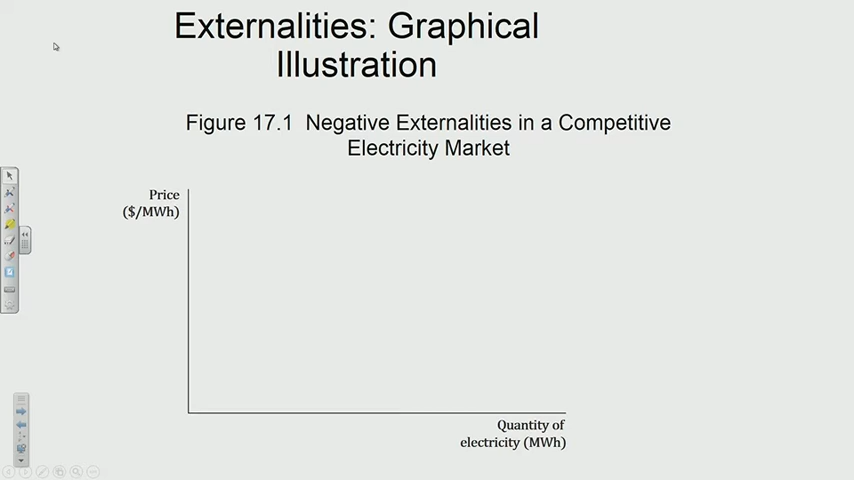 Externalities: Graphical
Illustration
Figure 17.1 Negative Externalities in a Competitive
Electricity Market
Price
($/MWh)
Quantity of
electricity (MWh)